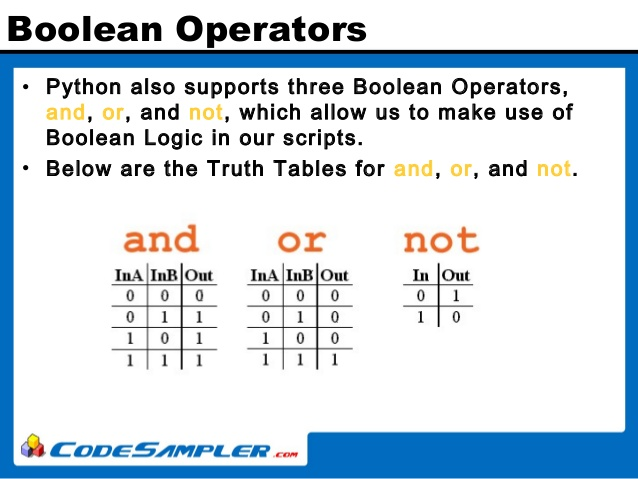 Boolean Operators
• Python also supports three Boolean Operators,
and, or, and not, which allow us to make use of
Boolean Logic in our scripts.
• Below are the Truth Tables for and, or, and not.
and or not
InA InB Out InA InB Out In Out
0 0 0 0 0 0 0 1
0 1 1 0 1 0 1 0
1 0 1 1 0 0
1 1 1 1 1 1
CODESAMPLER.COM